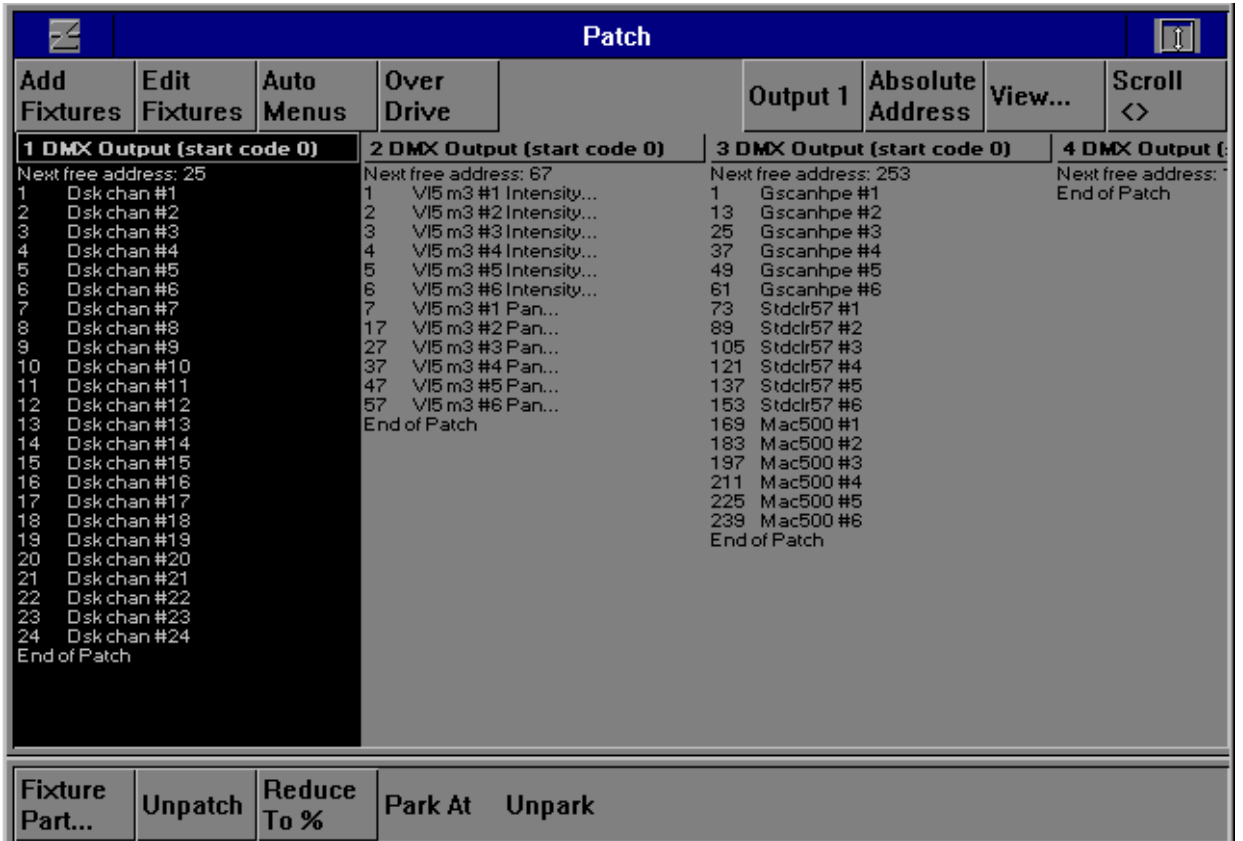 Patch
Add Fixtures
Edit Fixtures
Auto Menus
Over Drive
Output 1
Absolute Address
View...
Scroll <>
1 DMX Output (start code 0)
Next free address: 25
1 Dsk chan #1
2 Dsk chan #2
3 Dsk chan #3
4 Dsk chan #4
5 Dsk chan #5
6 Dsk chan #6
7 Dsk chan #7
8 Dsk chan #8
9 Dsk chan #9
10 Dsk chan #10
11 Dsk chan #11
12 Dsk chan #12
13 Dsk chan #13
14 Dsk chan #14
15 Dsk chan #15
16 Dsk chan #16
17 Dsk chan #17
18 Dsk chan #18
19 Dsk chan #19
20 Dsk chan #20
21 Dsk chan #21
22 Dsk chan #22
23 Dsk chan #23
24 Dsk chan #24
End of Patch
2 DMX Output (start code 0)
Next free address: 67
1 Vl5 m3 #1 Intensity...
2 Vl5 m3 #2 Intensity...
3 Vl5 m3 #3 Intensity...
4 Vl5 m3 #4 Intensity...
5 Vl5 m3 #5 Intensity...
6 Vl5 m3 #6 Intensity...
7 Vl5 m3 #1 Pan...
17 Vl5 m3 #2 Pan...
27 Vl5 m3 #3 Pan...
37 Vl5 m3 #4 Pan...
47 Vl5 m3 #5 Pan...
57 Vl5 m3 #6 Pan...
End of Patch
3 DMX Output (start code 0)
Next free address: 253
1 Gscanhpe #1
13 Gscanhpe #2
25 Gscanhpe #3
37 Gscanhpe #4
49 Gscanhpe #5
61 Gscanhpe #6
73 Stdclr57 #1
89 Stdclr57 #2
105 Stdclr57 #3
121 Stdclr57 #4
137 Stdclr57 #5
153 Stdclr57 #6
169 Mac500 #1
183 Mac500 #2
197 Mac500 #3
211 Mac500 #4
225 Mac500 #5
239 Mac500 #6
End of Patch
4 DMX Output (
Next free address:
End of Patch
Fixture Part...
Unpatch
Reduce To %
Park At
Unpark